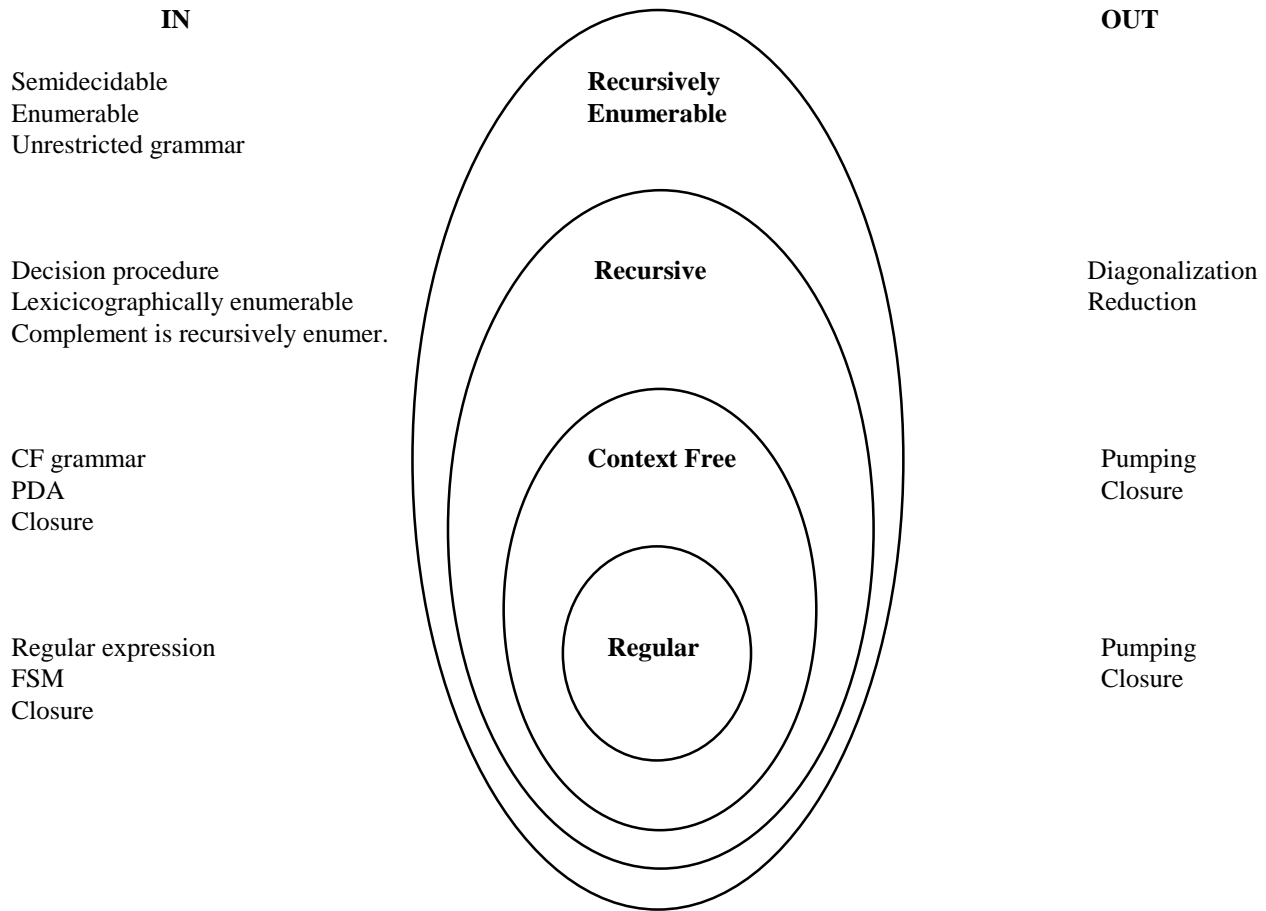 IN
OUT
Semidecidable
Enumerable
Unrestricted grammar
Recursively
Enumerable
Decision procedure
Lexicicographically enumerable
Complement is recursively enumer.
Recursive
Diagonalization
Reduction
CF grammar
PDA
Closure
Context Free
Pumping
Closure
Regular expression
FSM
Closure
Regular
Pumping
Closure